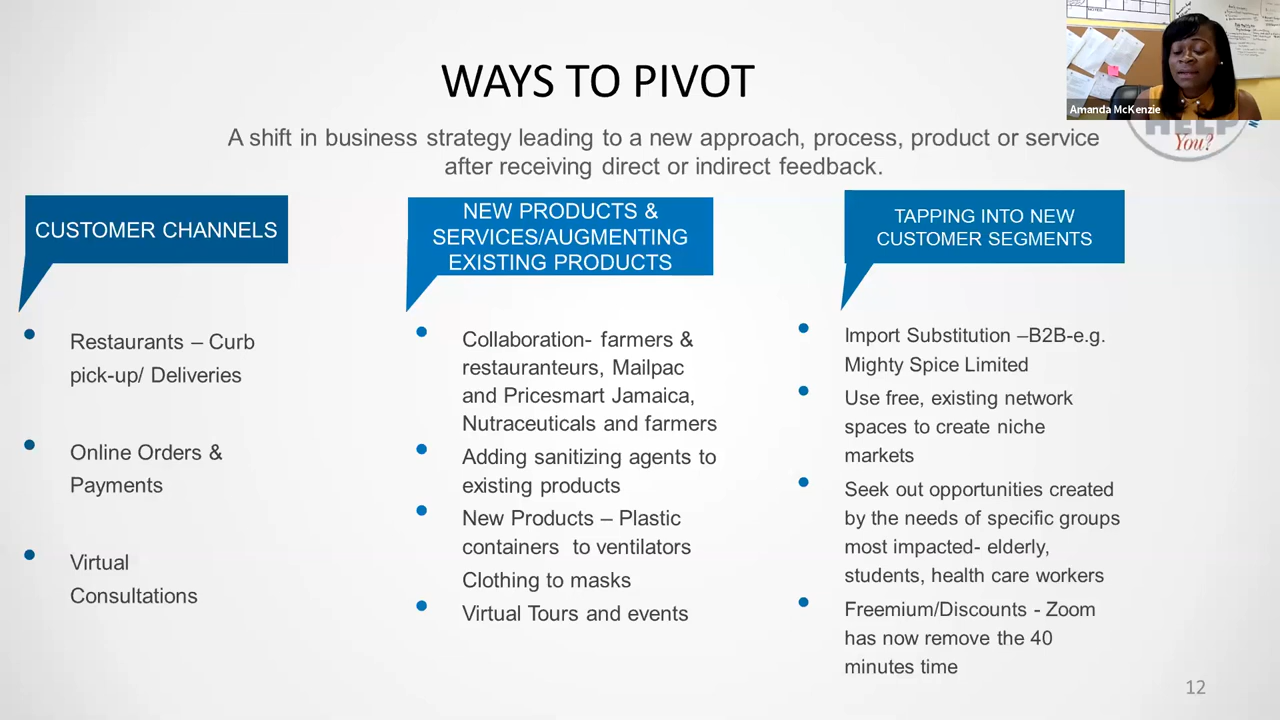 WAYS TO PIVOT
Amanda McKenzie
HELP
You?
A shift in business strategy leading to a new approach, process, product or service
after receiving direct or indirect feedback.
CUSTOMER CHANNELS
Restaurants – Curb
pick-up/ Deliveries
Online Orders &
Payments
Virtual
Consultations
NEW PRODUCTS &
SERVICES/AUGMENTING
EXISTING PRODUCTS
Collaboration- farmers &
restauranteurs, Mailpac
and Pricesmart Jamaica,
Nutraceuticals and farmers
Adding sanitizing agents to
existing products
New Products – Plastic
containers to ventilators
Clothing to masks
Virtual Tours and events
TAPPING INTO NEW
CUSTOMER SEGMENTS
Import Substitution –B2B-e.g.
Mighty Spice Limited
Use free, existing network
spaces to create niche
markets
Seek out opportunities created
by the needs of specific groups
most impacted- elderly,
students, health care workers
Freemium/Discounts - Zoom
has now remove the 40
minutes time
12